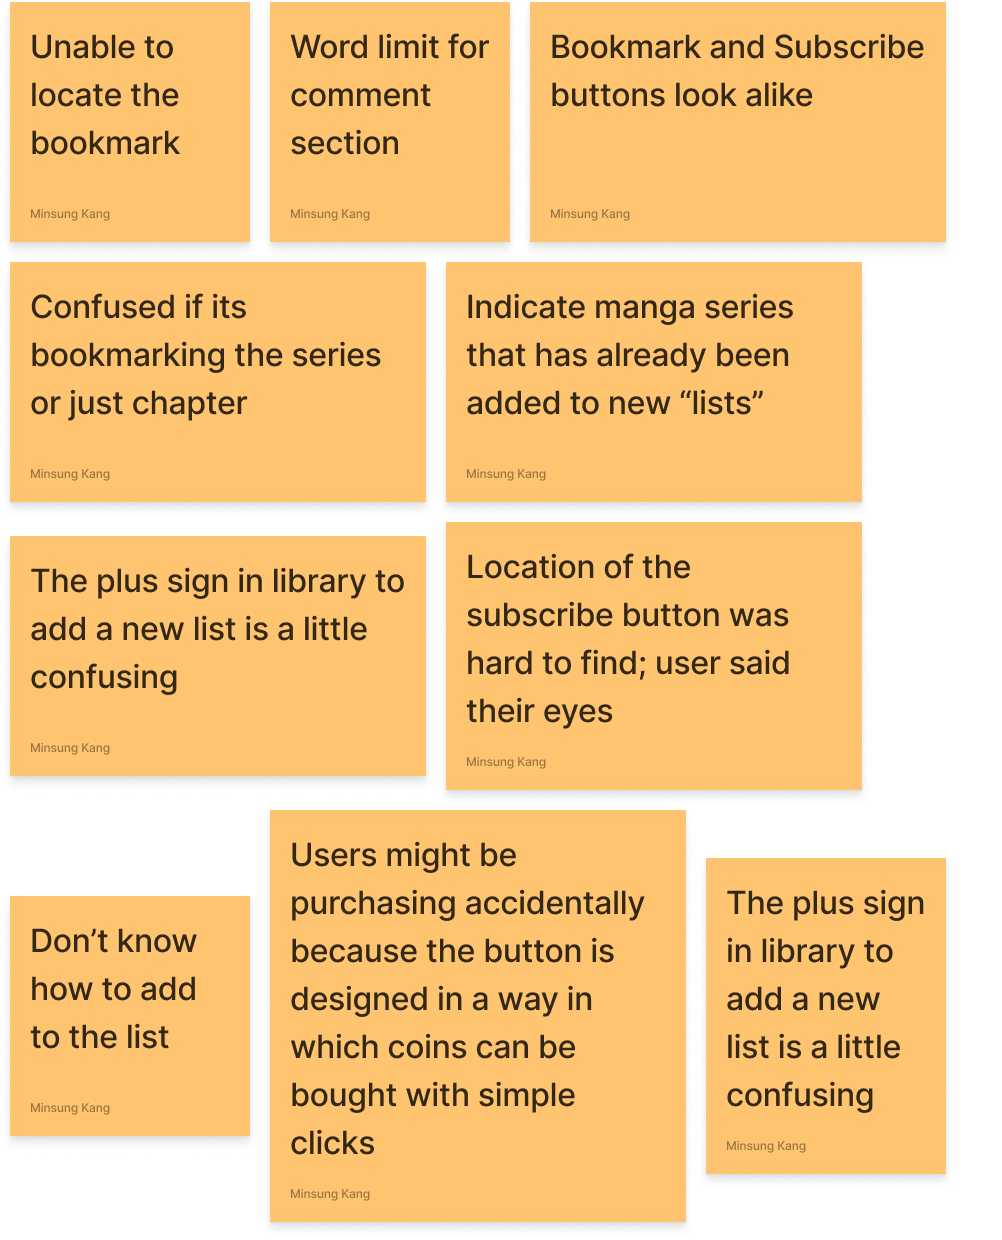 Unable to
locate the
bookmark
Minsung Kang
Word limit for
comment
section
Minsung Kang
Bookmark and Subscribe
buttons look alike
Minsung Kang
Confused if its
bookmarking the series
or just chapter
Minsung Kang
Indicate manga series
that has already been
added to new “lists”
Minsung Kang
The plus sign in library to
add a new list is a little
confusing
Minsung Kang
Location of the
subscribe button was
hard to find; user said
their eyes
Minsung Kang
Don’t know
how to add
to the list
Minsung Kang
Users might be
purchasing accidentally
because the button is
designed in a way in
which coins can be
bought with simple
clicks
Minsung Kang
The plus sign
in library to
add a new
list is a little
confusing
Minsung Kang